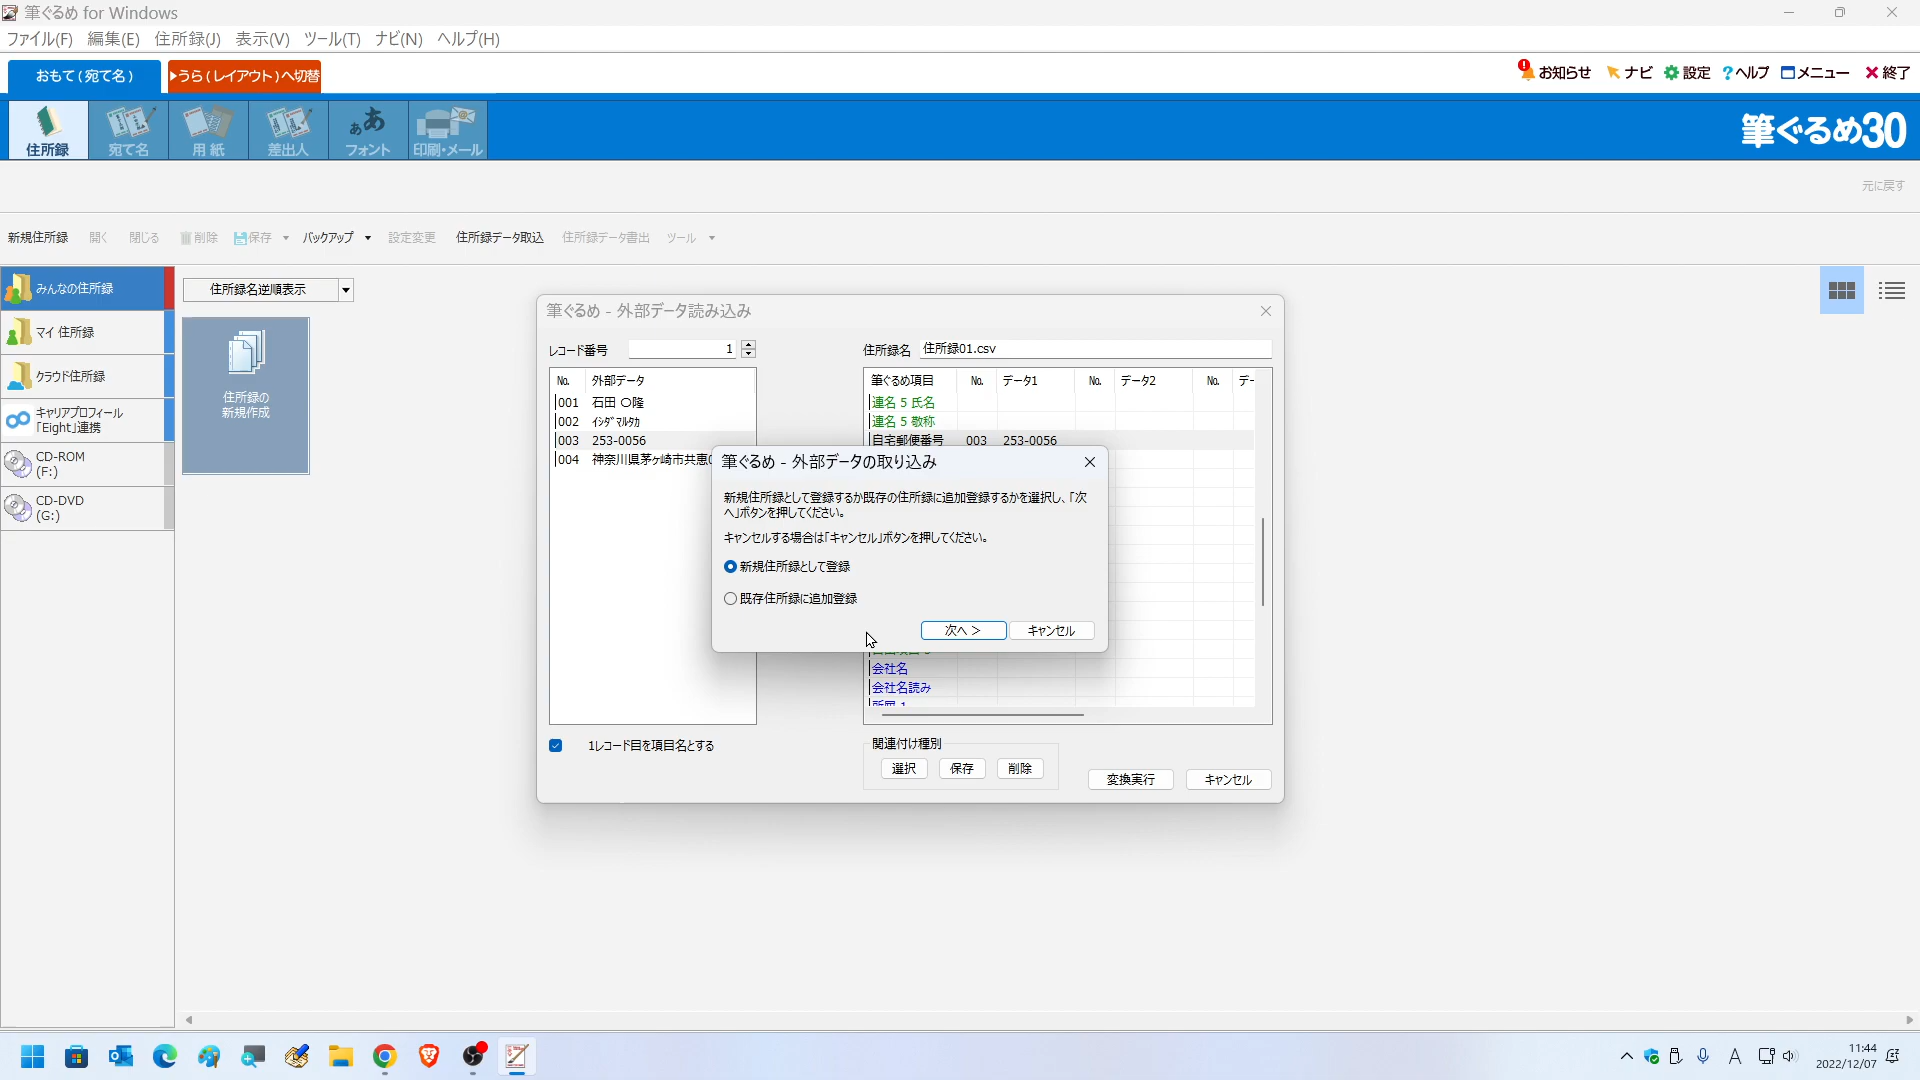 筆ぐるめ for Windows
ファイル(F) 編集(E) 住所録(J) 表示(V) ツール(T) ナビ(N) ヘルプ(H)
おもて(宛て名) うら(レイアウト)へ切替
お知らせ ナビ 設定 ?ヘルプ メニュー 終了
住所録 宛て名 用紙 差出人 フォント 印刷・メール
筆ぐるめ30
元に戻す
新規住所録 開く 閉じる 削除 保存 バックアップ 設定変更 住所録データ取込 住所録データ書出 ツール
みんなの住所録
マイ 住所録
クラウド住所録
キャリアプロフィール
「Eight」連携
CD-ROM
(F:)
CD-DVD
(G:)
住所録名逆順表示
住所録の
新規作成
筆ぐるめ - 外部データ読み込み
レコード番号 1
住所録名 住所録01.csv
No. 外部データ
001 石田 〇隆
002 ｲｼﾀﾞ ﾏﾙﾀｶ
003 253-0056
004 神奈川県茅ヶ崎市共恵
筆ぐるめ項目 No. データ1 No. データ2 No. デー
連名 5 氏名
連名 5 敬称
自宅郵便番号 003 253-0056
筆ぐるめ - 外部データの取り込み
新規住所録として登録するか既存の住所録に追加登録するかを選択し、「次
へ」ボタンを押してください。
キャンセルする場合は「キャンセル」ボタンを押してください。
新規住所録として登録
既存住所録に追加登録
次へ > キャンセル
会社名
会社名読み
1レコード目を項目名とする
関連付け種別
選択 保存 削除
変換実行 キャンセル
A
11:44
2022/12/07